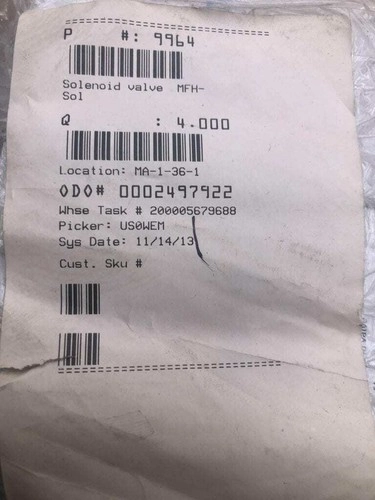 P #: 9964
Solenoid valve MFH-
Sol
Q : 4.000
Location: MA-1-36-1
ODO# 0002497922
Whse Task # 200005679688
Picker: US0WEM
Sys Date: 11/14/13
Cust. Sku #